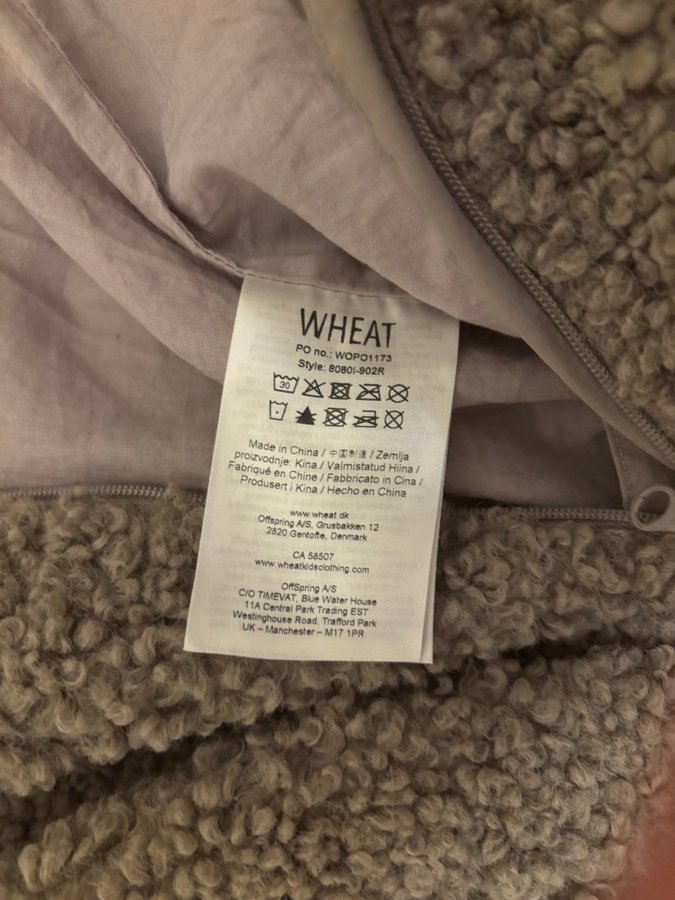 WHEAT
PO no.: WOPO1173
Style: 8080I-902R
30
Made in China / 中国制造 / Zemlja
proizvodnje: Kina / Valmistatud Hiina /
Fabriqué en Chine / Fabbricato in Cina /
Produsert i Kina / Hecho en China
www.wheat.dk
Offspring A/S, Grusbakken 12
2820 Gentofte, Denmark
CA 58507
www.wheatkidsclothing.com
OffSpring A/S
C/O TIMEVAT, Blue Water House
11A Central Park Trading EST
Westinghouse Road, Trafford Park
UK – Manchester – M17 1PR